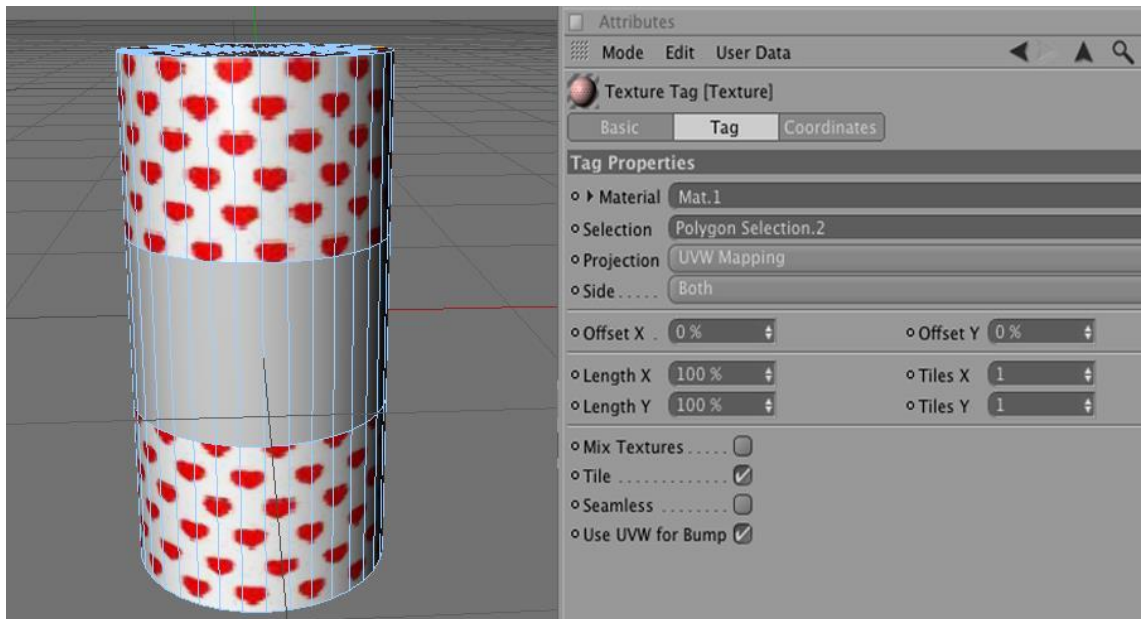 Attributes
Mode Edit User Data
Texture Tag [Texture]
Basic Tag Coordinates
Tag Properties
Material Mat.1
Selection Polygon Selection.2
Projection UVW Mapping
Side..... Both
Offset X . 0 % Offset Y 0 %
Length X 100 % Tiles X 1
Length Y 100 % Tiles Y 1
Mix Textures.....
Tile.............
Seamless........
Use UVW for Bump